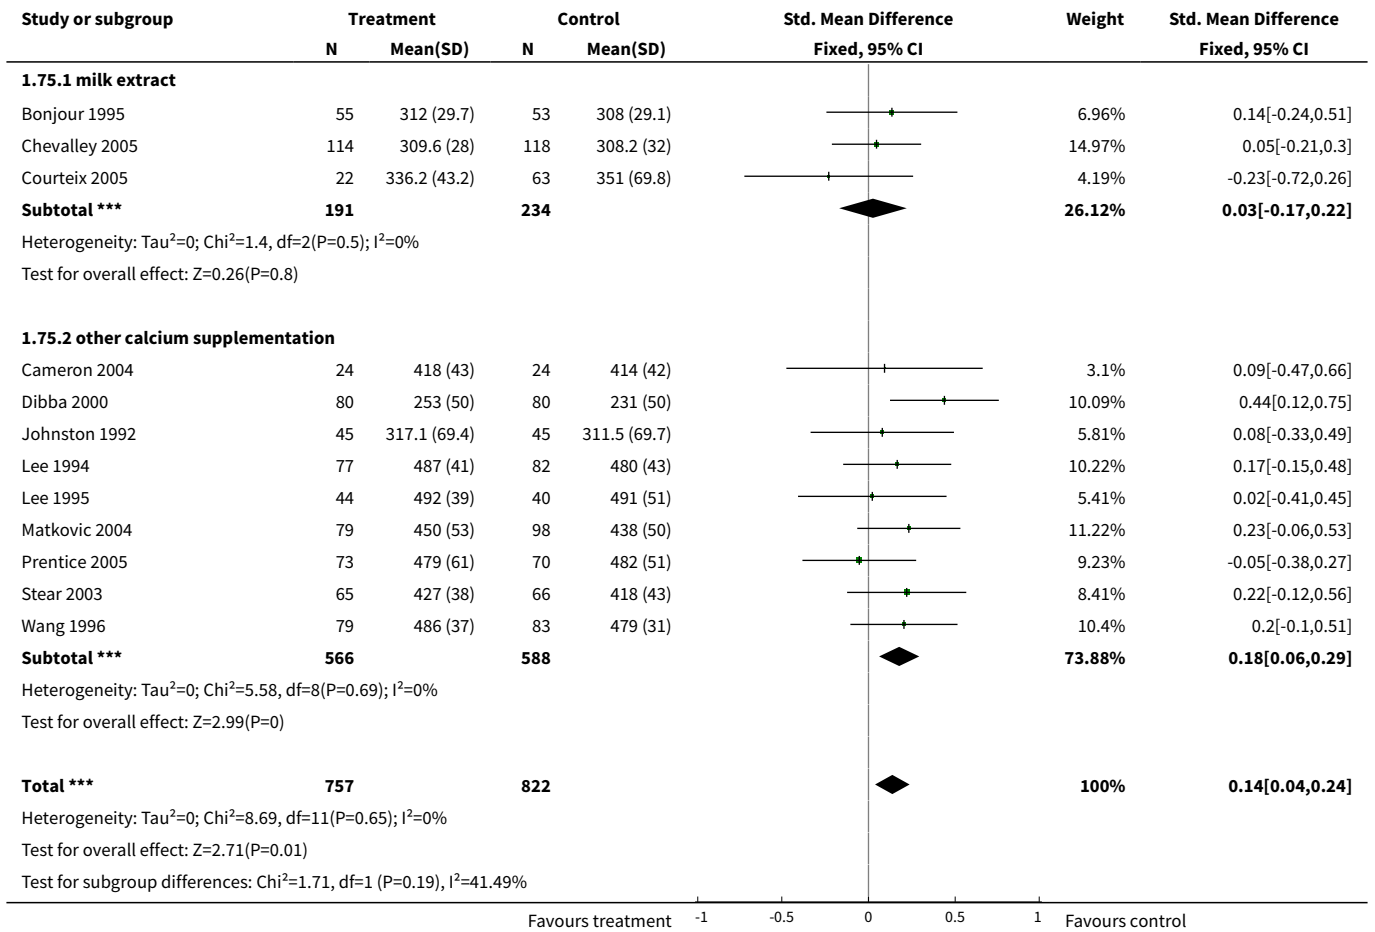 Study or subgroup Treatment Control Std. Mean Difference Weight Std. Mean Difference
N Mean(SD) N Mean(SD) Fixed, 95% CI Fixed, 95% CI
1.75.1 milk extract
Bonjour 1995 55 312 (29.7) 53 308 (29.1) 6.96% 0.14[-0.24,0.51]
Chevalley 2005 114 309.6 (28) 118 308.2 (32) 14.97% 0.05[-0.21,0.3]
Courteix 2005 22 336.2 (43.2) 63 351 (69.8) 4.19% -0.23[-0.72,0.26]
Subtotal *** 191 234 26.12% 0.03[-0.17,0.22]
Heterogeneity: Tau²=0; Chi²=1.4, df=2(P=0.5); I²=0%
Test for overall effect: Z=0.26(P=0.8)
1.75.2 other calcium supplementation
Cameron 2004 24 418 (43) 24 414 (42) 3.1% 0.09[-0.47,0.66]
Dibba 2000 80 253 (50) 80 231 (50) 10.09% 0.44[0.12,0.75]
Johnston 1992 45 317.1 (69.4) 45 311.5 (69.7) 5.81% 0.08[-0.33,0.49]
Lee 1994 77 487 (41) 82 480 (43) 10.22% 0.17[-0.15,0.48]
Lee 1995 44 492 (39) 40 491 (51) 5.41% 0.02[-0.41,0.45]
Matkovic 2004 79 450 (53) 98 438 (50) 11.22% 0.23[-0.06,0.53]
Prentice 2005 73 479 (61) 70 482 (51) 9.23% -0.05[-0.38,0.27]
Stear 2003 65 427 (38) 66 418 (43) 8.41% 0.22[-0.12,0.56]
Wang 1996 79 486 (37) 83 479 (31) 10.4% 0.2[-0.1,0.51]
Subtotal *** 566 588 73.88% 0.18[0.06,0.29]
Heterogeneity: Tau²=0; Chi²=5.58, df=8(P=0.69); I²=0%
Test for overall effect: Z=2.99(P=0)
Total *** 757 822 100% 0.14[0.04,0.24]
Heterogeneity: Tau²=0; Chi²=8.69, df=11(P=0.65); I²=0%
Test for overall effect: Z=2.71(P=0.01)
Test for subgroup differences: Chi²=1.71, df=1 (P=0.19), I²=41.49%
Favours treatment -1 -0.5 0 0.5 1 Favours control